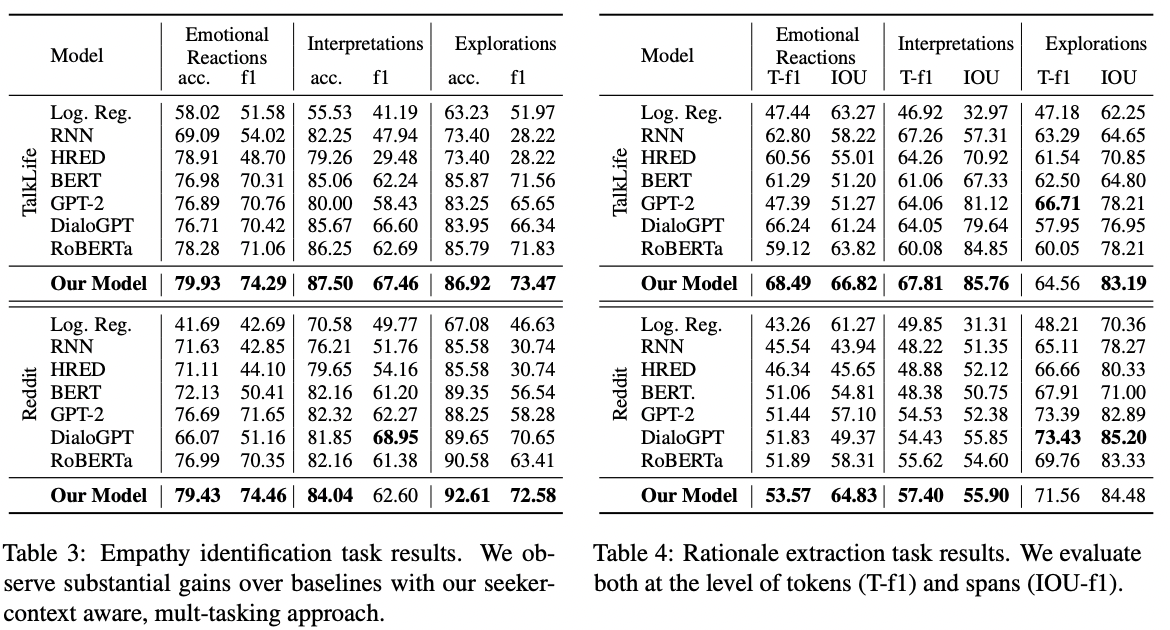 Model Emotional Reactions Interpretations Explorations
acc. f1 acc. f1 acc. f1
TalkLife
Log. Reg. 58.02 51.58 55.53 41.19 63.23 51.97
RNN 69.09 54.02 82.25 47.94 73.40 28.22
HRED 78.91 48.70 79.26 29.48 73.40 28.22
BERT 76.98 70.31 85.06 62.24 85.87 71.56
GPT-2 76.89 70.76 80.00 58.43 83.25 65.65
DialoGPT 76.71 70.42 85.67 66.60 83.95 66.34
RoBERTa 78.28 71.06 86.25 62.69 85.79 71.83
Our Model 79.93 74.29 87.50 67.46 86.92 73.47
Reddit
Log. Reg. 41.69 42.69 70.58 49.77 67.08 46.63
RNN 71.63 42.85 76.21 51.76 85.58 30.74
HRED 71.11 44.10 79.65 54.16 85.58 30.74
BERT 72.13 50.41 82.16 61.20 89.35 56.54
GPT-2 76.69 71.65 82.32 62.27 88.25 58.28
DialoGPT 66.07 51.16 81.85 68.95 89.65 70.65
RoBERTa 76.99 70.35 82.16 61.38 90.58 63.41
Our Model 79.43 74.46 84.04 62.60 92.61 72.58
Table 3: Empathy identification task results. We ob-
serve substantial gains over baselines with our seeker-
context aware, mult-tasking approach.
Model Emotional Reactions Interpretations Explorations
T-f1 IOU T-f1 IOU T-f1 IOU
TalkLife
Log. Reg. 47.44 63.27 46.92 32.97 47.18 62.25
RNN 62.80 58.22 67.26 57.31 63.29 64.65
HRED 60.56 55.01 64.26 70.92 61.54 70.85
BERT 61.29 51.20 61.06 67.33 62.50 64.80
GPT-2 47.39 51.27 64.06 81.12 66.71 78.21
DialoGPT 66.24 61.24 64.05 79.64 57.95 76.95
RoBERTa 59.12 63.82 60.08 84.85 60.05 78.21
Our Model 68.49 66.82 67.81 85.76 64.56 83.19
Reddit
Log. Reg. 43.26 61.27 49.85 31.31 48.21 70.36
RNN 45.54 43.94 48.22 51.35 65.11 78.27
HRED 46.34 45.65 48.88 52.12 66.66 80.33
BERT. 51.06 54.81 48.38 50.75 67.91 71.00
GPT-2 51.44 57.10 54.53 52.38 73.39 82.89
DialoGPT 51.83 49.37 54.43 55.85 73.43 85.20
RoBERTa 51.89 58.31 55.62 54.60 69.76 83.33
Our Model 53.57 64.83 57.40 55.90 71.56 84.48
Table 4: Rationale extraction task results. We evaluate
both at the level of tokens (T-f1) and spans (IOU-f1).